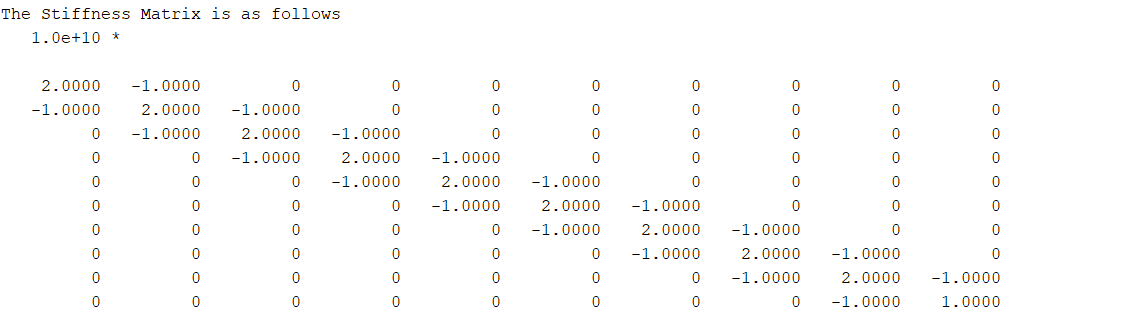 The Stiffness Matrix is as follows
1.0e+10 *
2.0000 -1.0000 0 0 0 0 0 0 0 0
-1.0000 2.0000 -1.0000 0 0 0 0 0 0 0
0 -1.0000 2.0000 -1.0000 0 0 0 0 0 0
0 0 -1.0000 2.0000 -1.0000 0 0 0 0 0
0 0 0 -1.0000 2.0000 -1.0000 0 0 0 0
0 0 0 0 -1.0000 2.0000 -1.0000 0 0 0
0 0 0 0 0 -1.0000 2.0000 -1.0000 0 0
0 0 0 0 0 0 -1.0000 2.0000 -1.0000 0
0 0 0 0 0 0 0 -1.0000 2.0000 -1.0000
0 0 0 0 0 0 0 0 -1.0000 1.0000